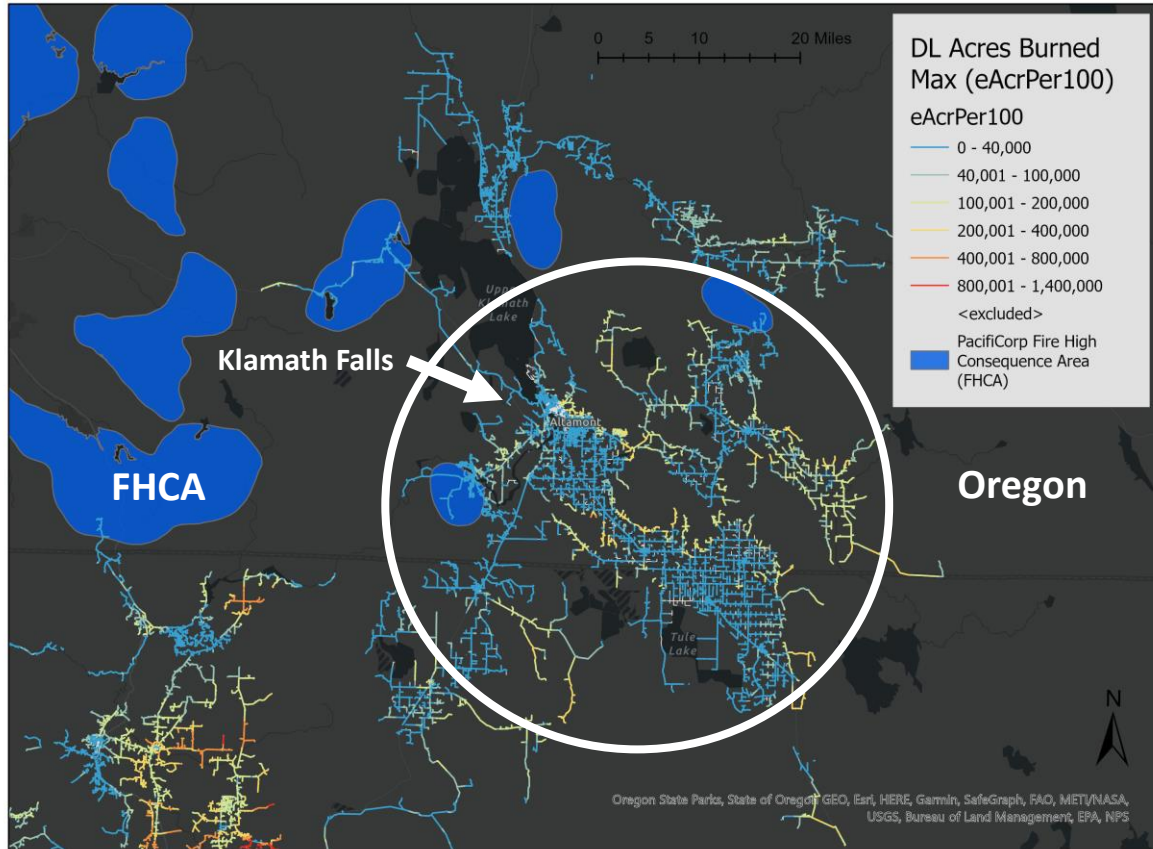 0 5 10 20 Miles
DL Acres Burned
Max (eAcrPer100)
eAcrPer100
0 - 40,000
40,001 - 100,000
100,001 - 200,000
200,001 - 400,000
400,001 - 800,000
800,001 - 1,400,000
<excluded>
PacifiCorp Fire High
Consequence Area
(FHCA)
Upper
Klamath
Lake
Klamath Falls
Altamont
FHCA
Oregon
Tule
Lake
N
Oregon State Parks, State of Oregon GEO, Esri, HERE, Garmin, SafeGraph, FAO, METI/NASA,
USGS, Bureau of Land Management, EPA, NPS